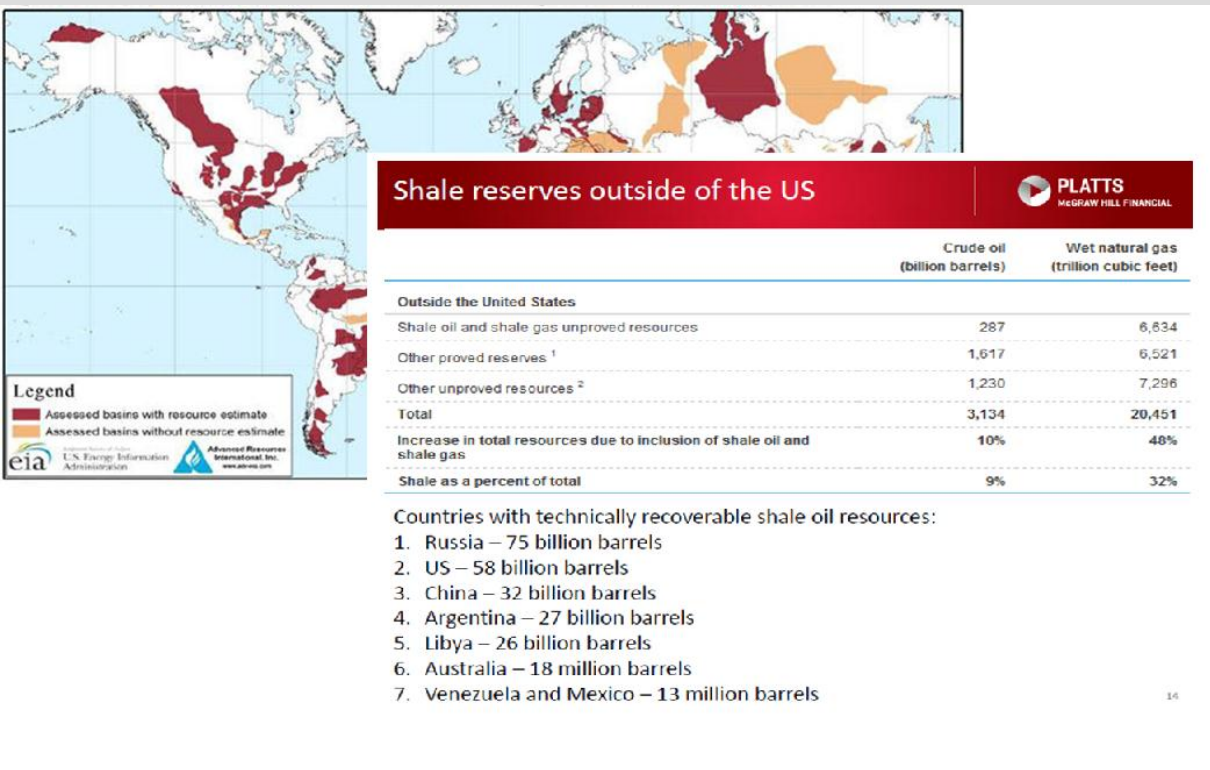 Shale reserves outside of the US
PLATTS
McGRAW HILL FINANCIAL
Crude oil Wet natural gas
(billion barrels) (trillion cubic feet)
Outside the United States
Shale oil and shale gas unproved resources 287 6,634
Other proved reserves 1 1,617 6,521
Other unproved resources 2 1,230 7,296
Total 3,134 20,451
Increase in total resources due to inclusion of shale oil and 10% 48%
shale gas
Shale as a percent of total 9% 32%
Legend
Assessed basins with resource estimate
Assessed basins without resource estimate
eia
U.S. Energy Information
Administration
Advanced Resources
International, Inc.
Countries with technically recoverable shale oil resources:
1. Russia – 75 billion barrels
2. US – 58 billion barrels
3. China – 32 billion barrels
4. Argentina – 27 billion barrels
5. Libya – 26 billion barrels
6. Australia – 18 million barrels
7. Venezuela and Mexico – 13 million barrels
14